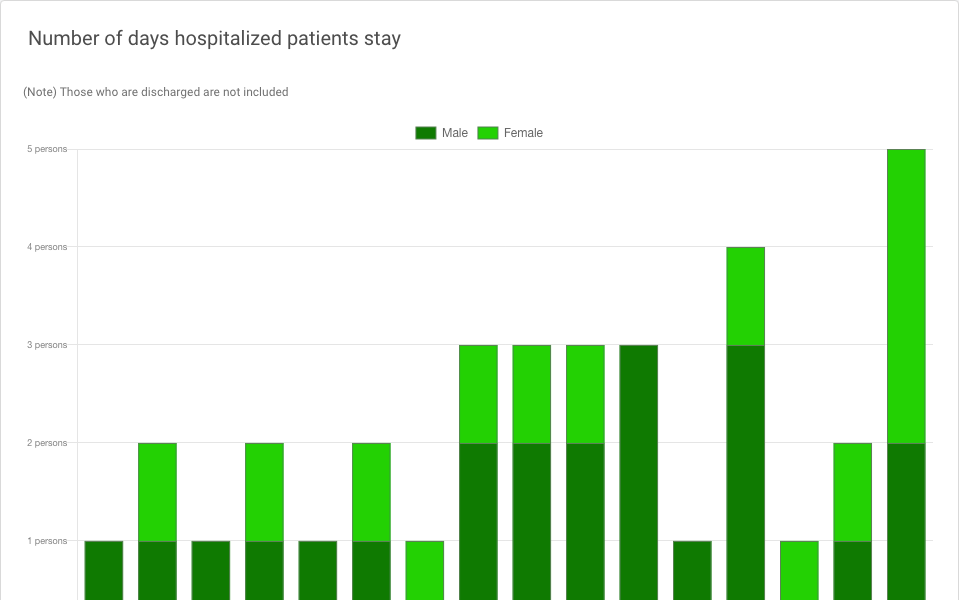 Number of days hospitalized patients stay
(Note) Those who are discharged are not included
Male Female
5 persons
4 persons
3 persons
2 persons
1 persons